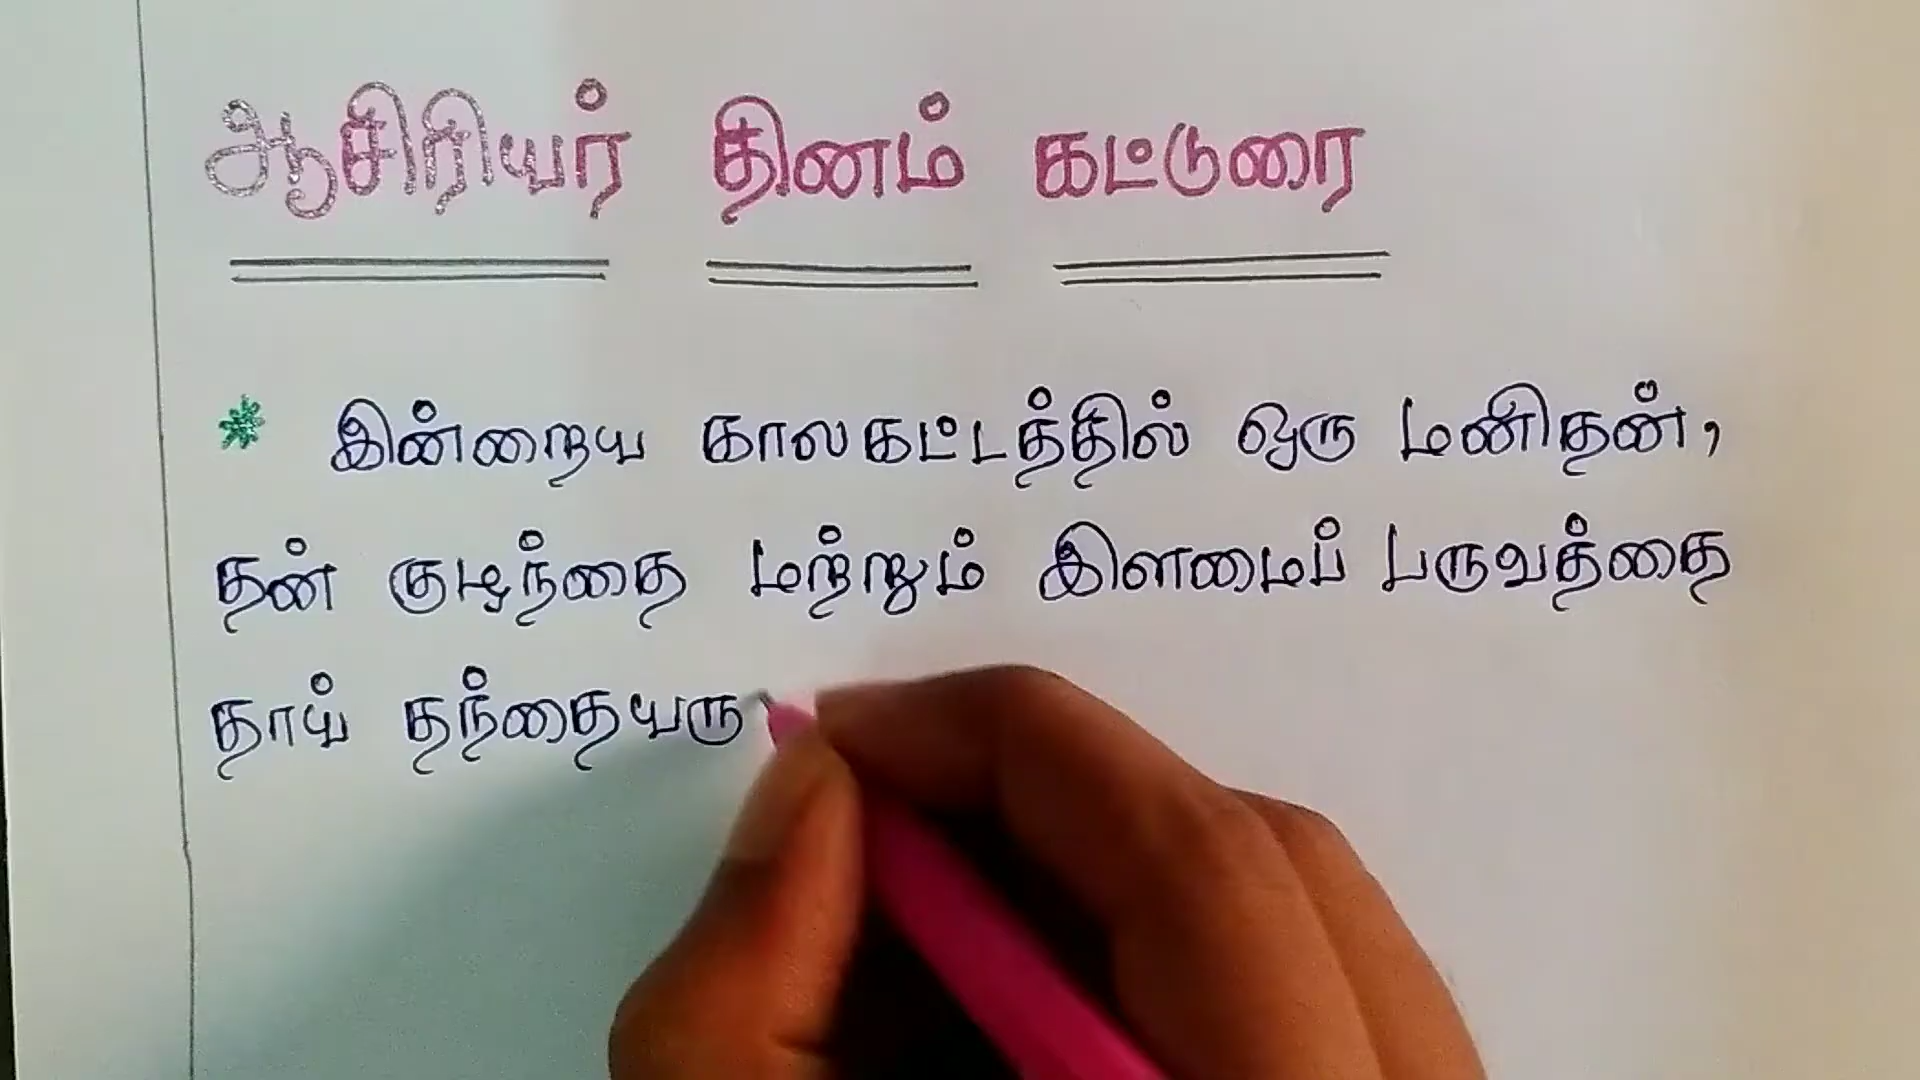 ஆசிரியர் தினம் கட்டுரை
* இன்றைய காலகட்டத்தில் ஒரு மனிதன்,
தன் குழந்தை மற்றும் இளமைப் பருவத்தை
தாய் தந்தையரு